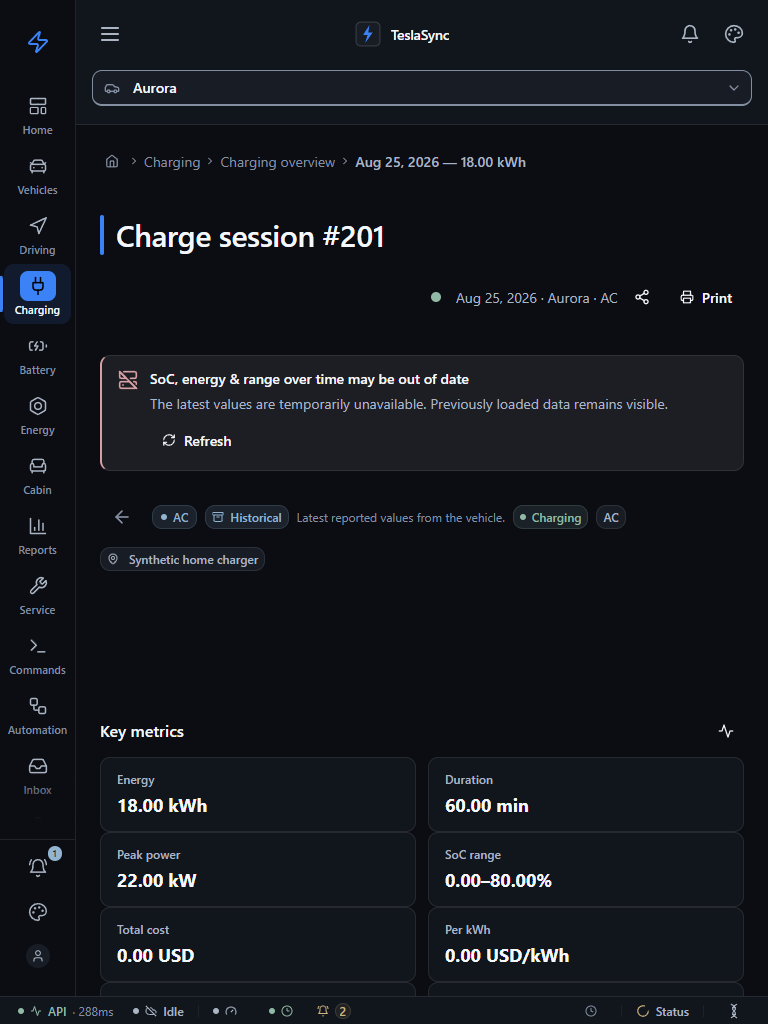 TeslaSync
Aurora
Home
Vehicles
Driving
Charging
Battery
Energy
Cabin
Reports
Service
Commands
Automation
Inbox
1
Charging
Charging overview
Aug 25, 2026 — 18.00 kWh
Charge session #201
Aug 25, 2026 · Aurora · AC
Print
SoC, energy & range over time may be out of date
The latest values are temporarily unavailable. Previously loaded data remains visible.
Refresh
AC
Historical
Latest reported values from the vehicle.
Charging
AC
Synthetic home charger
Key metrics
Energy
18.00 kWh
Duration
60.00 min
Peak power
22.00 kW
SoC range
0.00–80.00%
Total cost
0.00 USD
Per kWh
0.00 USD/kWh
API · 288ms
Idle
2
Status